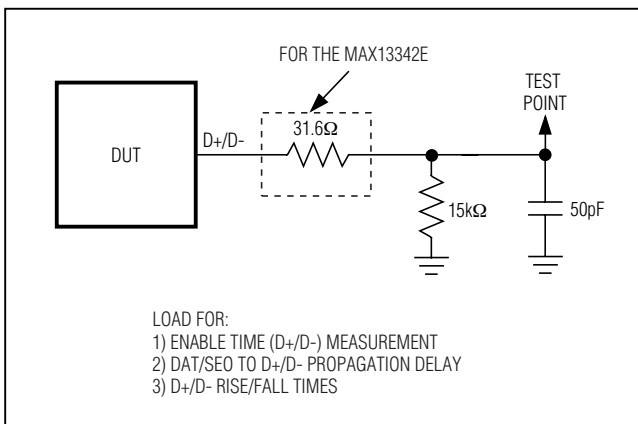 FOR THE MAX13342E
TEST
POINT
31.6Ω
D+/D-
DUT
15kΩ
50pF
LOAD FOR:
1) ENABLE TIME (D+/D-) MEASUREMENT
2) DAT/SEO TO D+/D- PROPAGATION DELAY
3) D+/D- RISE/FALL TIMES